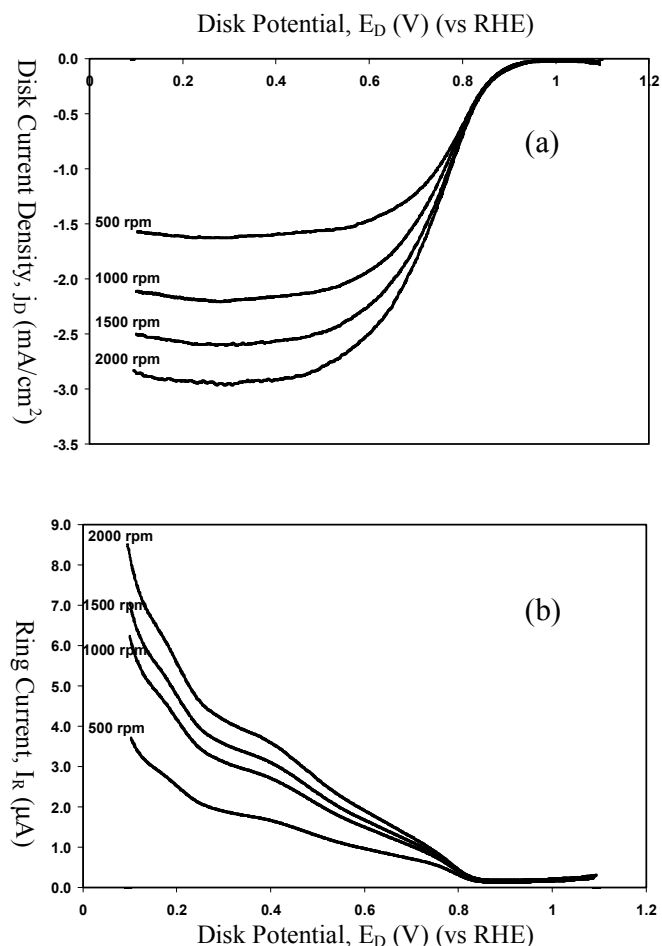 Disk Potential, E_D (V) (vs RHE)
0.0
0 0.2 0.4 0.6 0.8 1 1.2
-0.5
-1.0
-1.5
-2.0
-2.5
-3.0
-3.5
Disk Current Density, j_D (mA/cm²)
(a)
500 rpm
1000 rpm
1500 rpm
2000 rpm
9.0
8.0
7.0
6.0
5.0
4.0
3.0
2.0
1.0
0.0
Ring Current, I_R (µA)
(b)
2000 rpm
1500 rpm
1000 rpm
500 rpm
0 0.2 0.4 0.6 0.8 1 1.2
Disk Potential, E_D (V) (vs RHE)